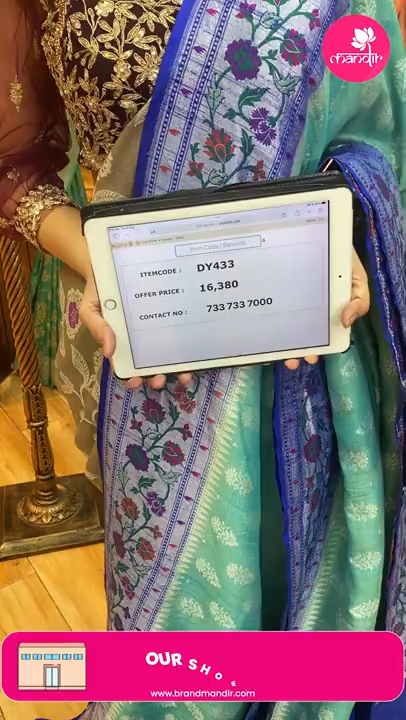 mandir
Item Code / Barcode
ITEMCODE : DY433
OFFER PRICE : 16,380
CONTACT NO : 733 733 7000
OUR SHOE
www.brandmandir.com